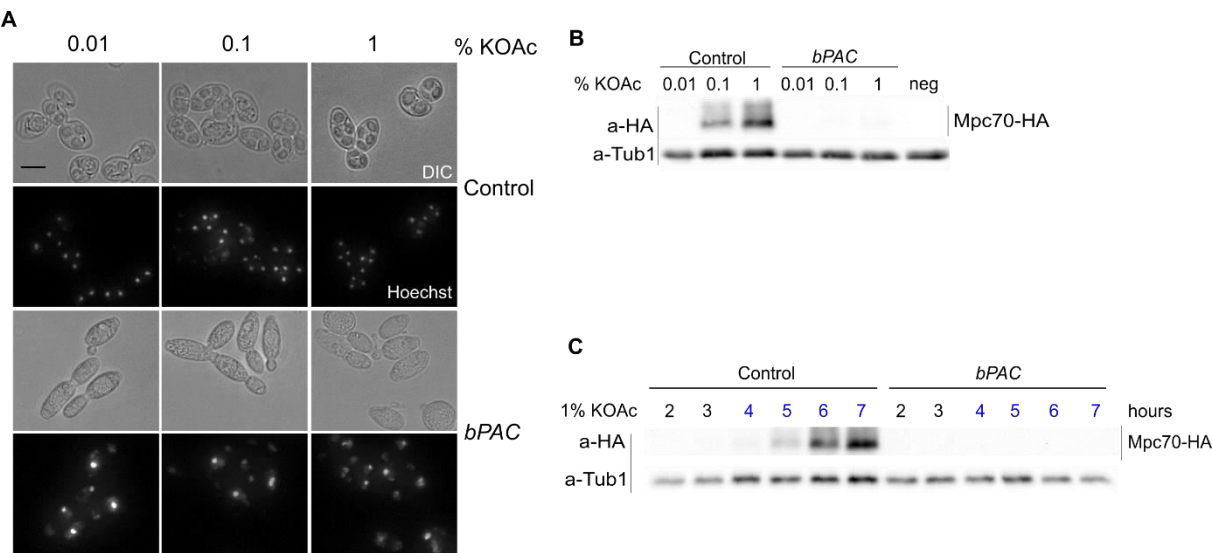 A
0.01 0.1 1 % KOAc
DIC
Control
Hoechst
bPAC
B
Control bPAC
% KOAc 0.01 0.1 1 0.01 0.1 1 neg
a-HA Mpc70-HA
a-Tub1
C
Control bPAC
1% KOAc 2 3 4 5 6 7 2 3 4 5 6 7 hours
a-HA Mpc70-HA
a-Tub1